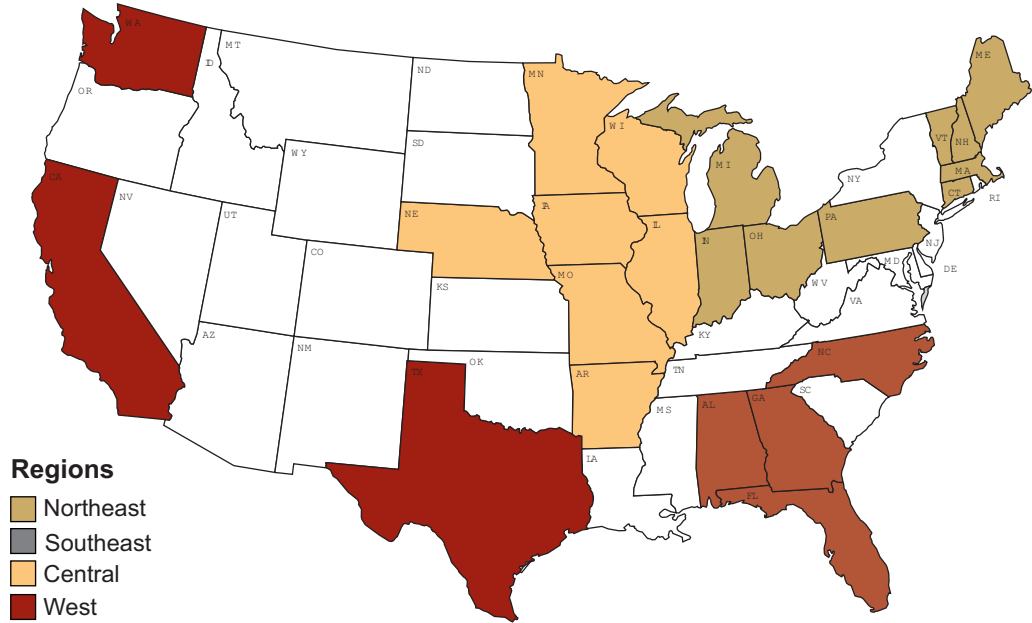 WA
MT
ID
ND
MN
ME
OR
WI
VT
NH
SD
WY
MI
MA
NY
CA
CT
RI
NV
NE
IA
UT
IL
PA
IN
OH
NJ
CO
MD
DE
MO
KS
WV
VA
AZ
KY
NM
NC
OK
TN
TX
AR
SC
GA
MS
AL
LA
FL
Regions
Northeast
Southeast
Central
West